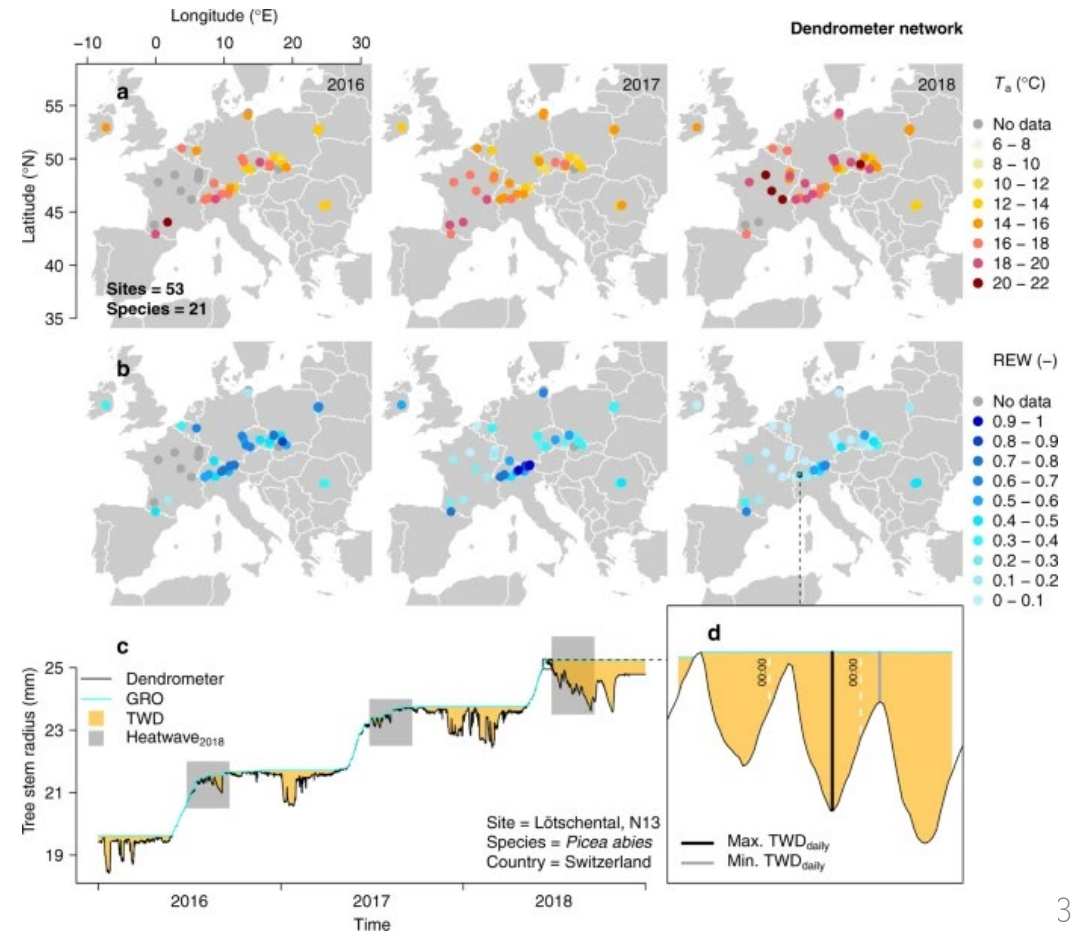 Longitude (°E)
Dendrometer network
−10 0 10 20 30
a
2016
2017
2018
Latitude (°N)
55
50
45
40
35
Sites = 53
Species = 21
Tₐ (°C)
No data
6 – 8
8 – 10
10 – 12
12 – 14
14 – 16
16 – 18
18 – 20
20 – 22
b
REW (−)
No data
0.9 – 1
0.8 – 0.9
0.7 – 0.8
0.6 – 0.7
0.5 – 0.6
0.4 – 0.5
0.3 – 0.4
0.2 – 0.3
0.1 – 0.2
0 – 0.1
c
Tree stem radius (mm)
25
23
21
19
Dendrometer
GRO
TWD
Heatwave₂₀₁₈
Site = Lötschental, N13
Species = Picea abies
Country = Switzerland
2016 2017 2018
Time
d
00:00
00:00
Max. TWD_daily
Min. TWD_daily
3